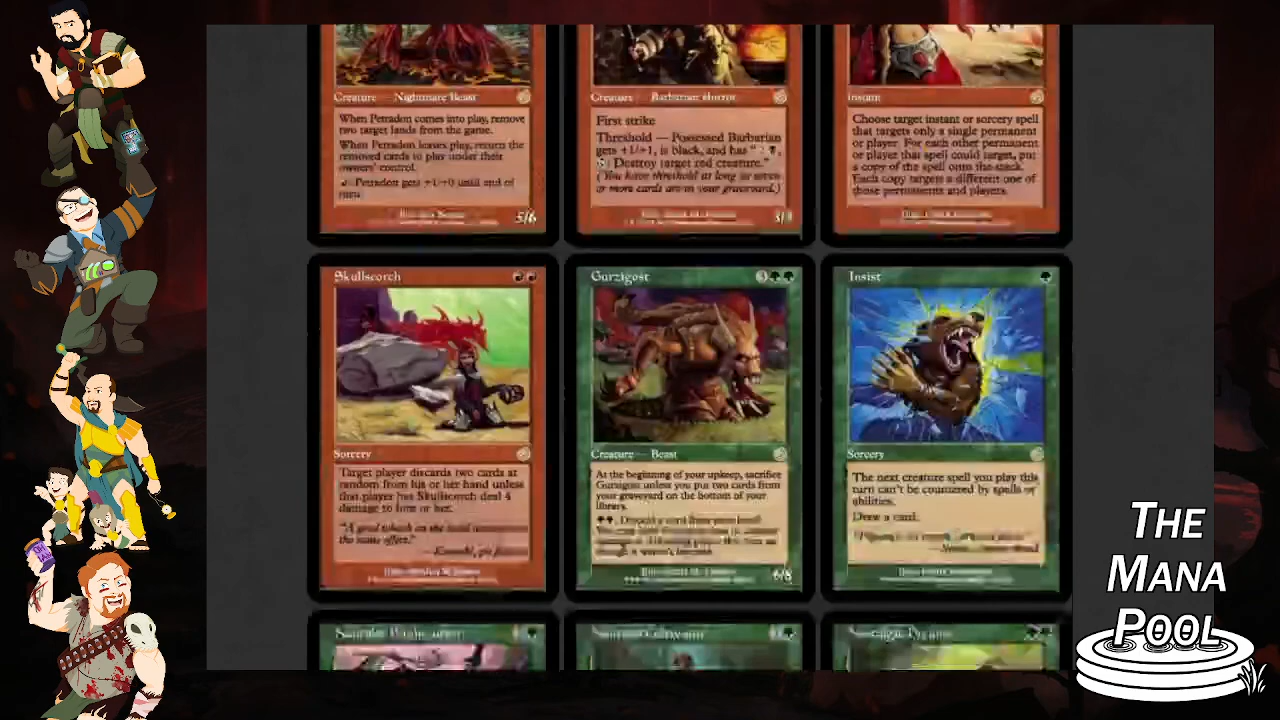 Creature — Nightmare Beast
When Petradon comes into play, remove
two target lands from the game.
When Petradon leaves play, return the
removed cards to play under their
owners' control.
Petradon gets +1/+0 until end of
turn.
5/6
Creature — Barbarian Horror
First strike
Threshold — Possessed Barbarian
gets +1/+1, is black, and has "
Destroy target red creature."
(You have threshold as long as seven
or more cards are in your graveyard.)
3/3
Instant
Choose target instant or sorcery spell
that targets only a single permanent
or player. For each other permanent
or player that spell could target, put
a copy of the spell onto the stack.
Each copy targets a different one of
those permanents and players.
Skullscorch
Sorcery
Target player discards two cards at
random from his or her hand unless
that player has Skullscorch deal 4
damage to him or her.
Gurzigost 3
Creature — Beast
At the beginning of your upkeep, sacrifice
Gurzigost unless you put two cards from
your graveyard on the bottom of your
library.
Discard a card from your hand:
6/8
Insist
Sorcery
The next creature spell you play this
turn can't be countered by spells or
abilities.
Draw a card.
THE
MANA
POOL